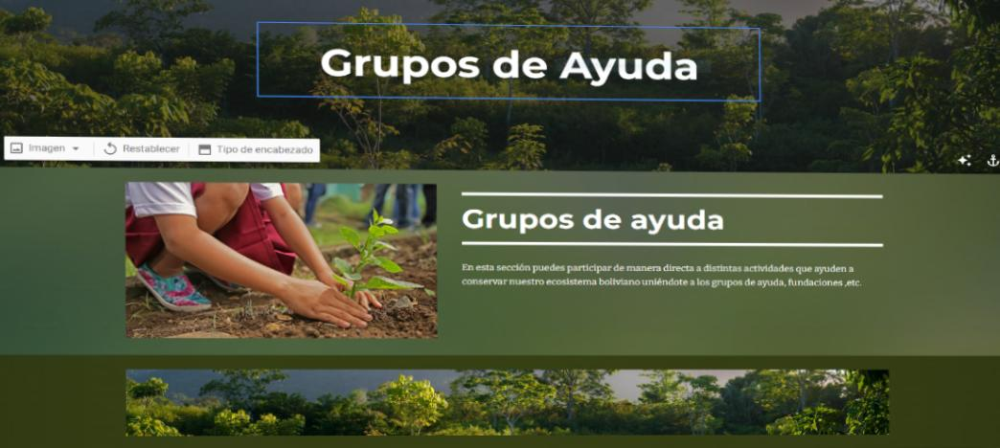 Grupos de Ayuda
Imagen
Restablecer
Tipo de encabezado
Grupos de ayuda
En esta sección puedes participar de manera directa a distintas actividades que ayuden a
conservar nuestro ecosistema boliviano uniéndote a los grupos de ayuda, fundaciones ,etc.